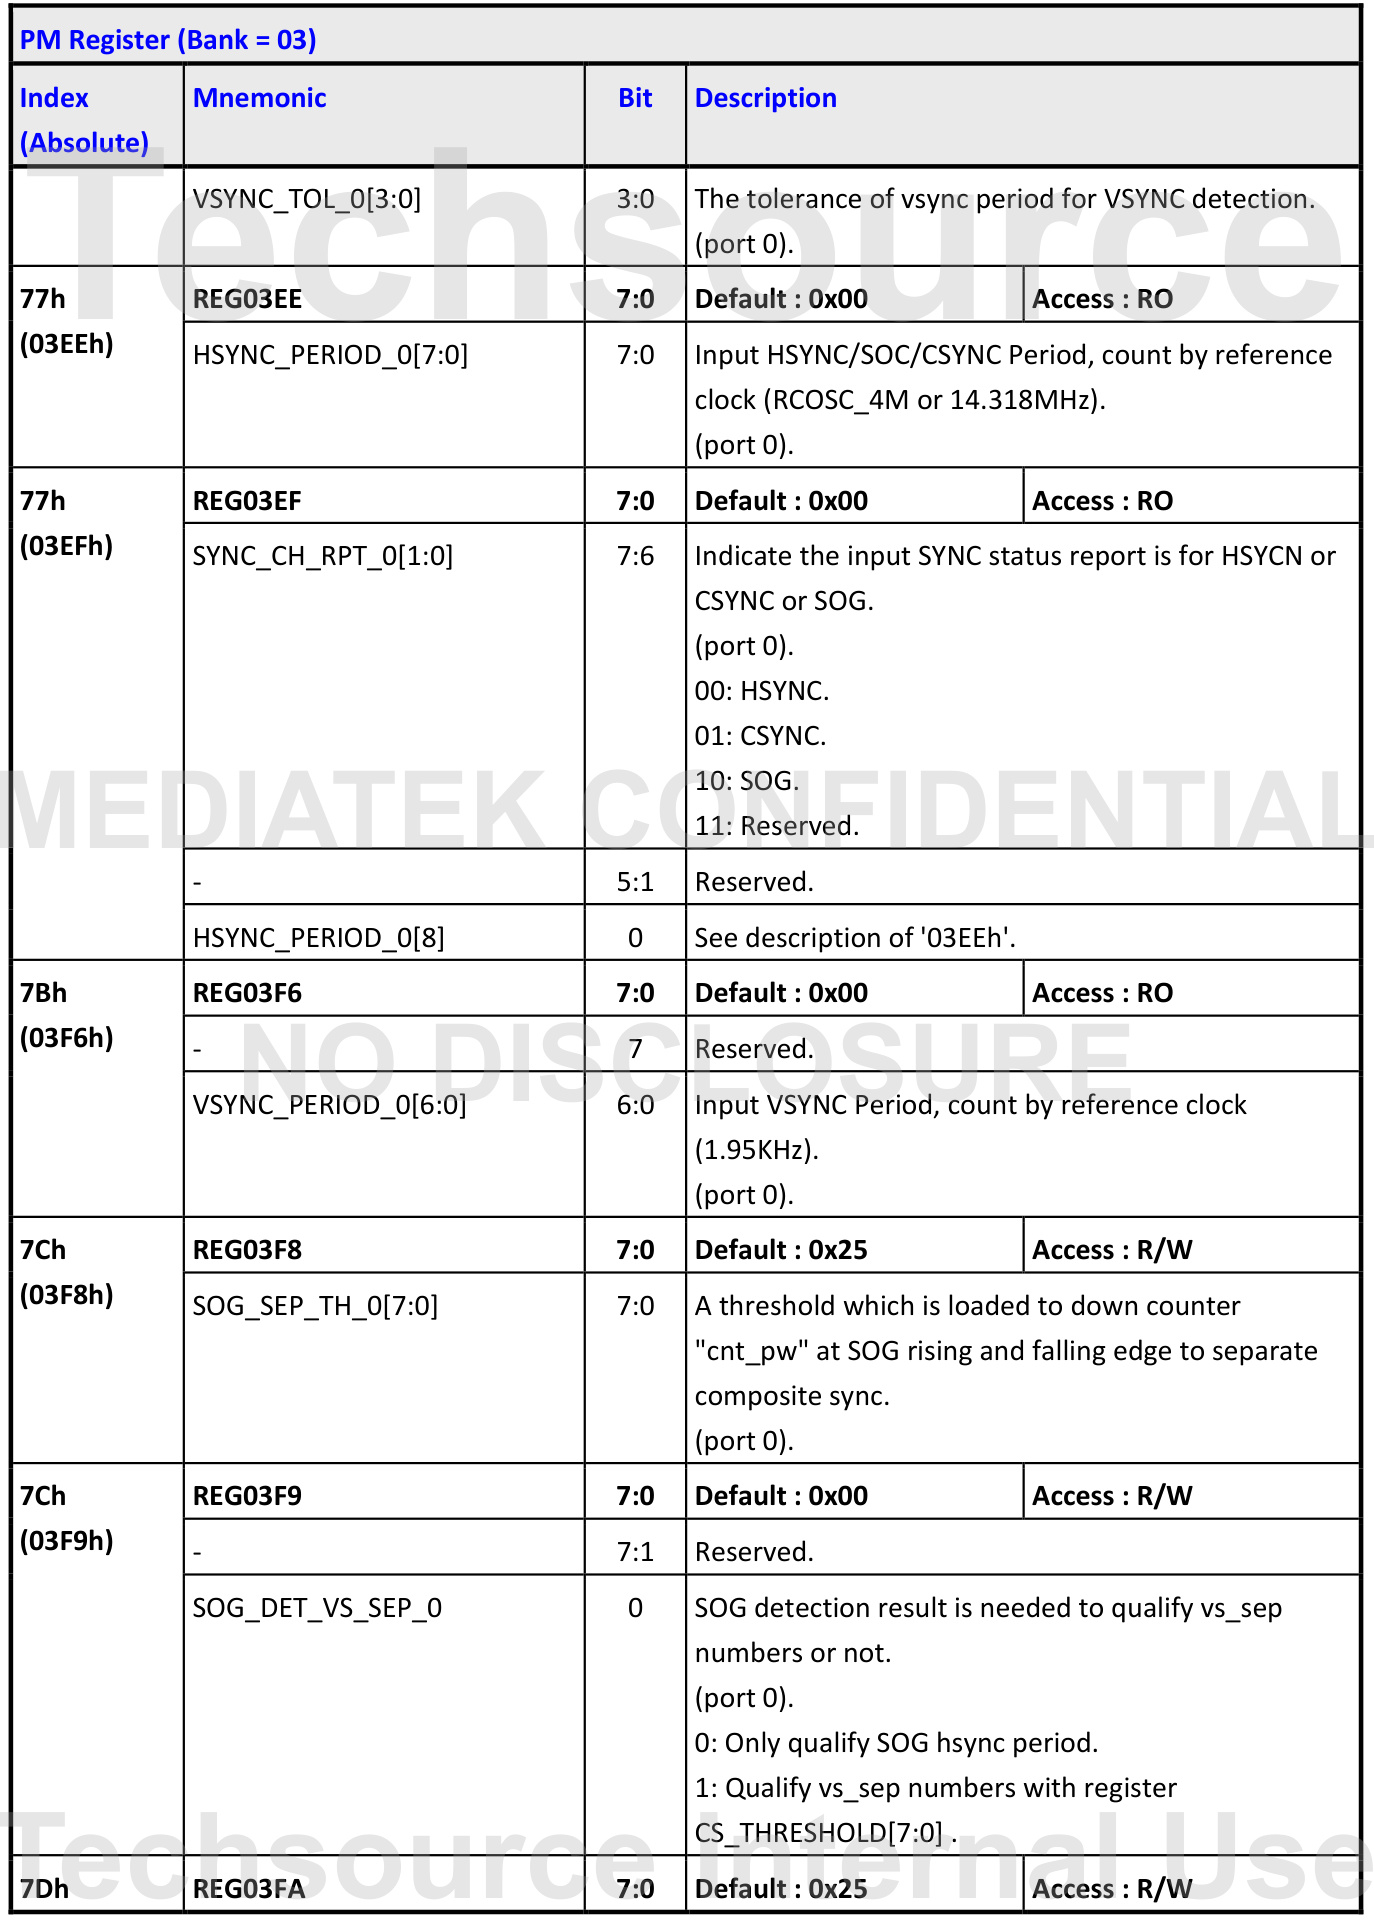 PM Register (Bank = 03)
Index
(Absolute)
Mnemonic
Bit
Description
VSYNC_TOL_0[3:0]
3:0
The tolerance of vsync period for VSYNC detection.
(port 0).
Techsource
77h
(03EEh)
REG03EE
7:0
Default : 0x00
Access : RO
HSYNC_PERIOD_0[7:0]
7:0
Input HSYNC/SOC/CSYNC Period, count by reference
clock (RCOSC_4M or 14.318MHz).
(port 0).
77h
(03EFh)
REG03EF
7:0
Default : 0x00
Access : RO
SYNC_CH_RPT_0[1:0]
7:6
Indicate the input SYNC status report is for HSYCN or
CSYNC or SOG.
(port 0).
00: HSYNC.
01: CSYNC.
10: SOG.
11: Reserved.
MEDIATEK CONFIDENTIAL
-
5:1
Reserved.
HSYNC_PERIOD_0[8]
0
See description of '03EEh'.
7Bh
(03F6h)
REG03F6
7:0
Default : 0x00
Access : RO
-
7
Reserved.
NO DISCLOSURE
VSYNC_PERIOD_0[6:0]
6:0
Input VSYNC Period, count by reference clock
(1.95KHz).
(port 0).
7Ch
(03F8h)
REG03F8
7:0
Default : 0x25
Access : R/W
SOG_SEP_TH_0[7:0]
7:0
A threshold which is loaded to down counter
"cnt_pw" at SOG rising and falling edge to separate
composite sync.
(port 0).
7Ch
(03F9h)
REG03F9
7:0
Default : 0x00
Access : R/W
-
7:1
Reserved.
SOG_DET_VS_SEP_0
0
SOG detection result is needed to qualify vs_sep
numbers or not.
(port 0).
0: Only qualify SOG hsync period.
1: Qualify vs_sep numbers with register
CS_THRESHOLD[7:0] .
Techsource Internal Use
7Dh
REG03FA
7:0
Default : 0x25
Access : R/W